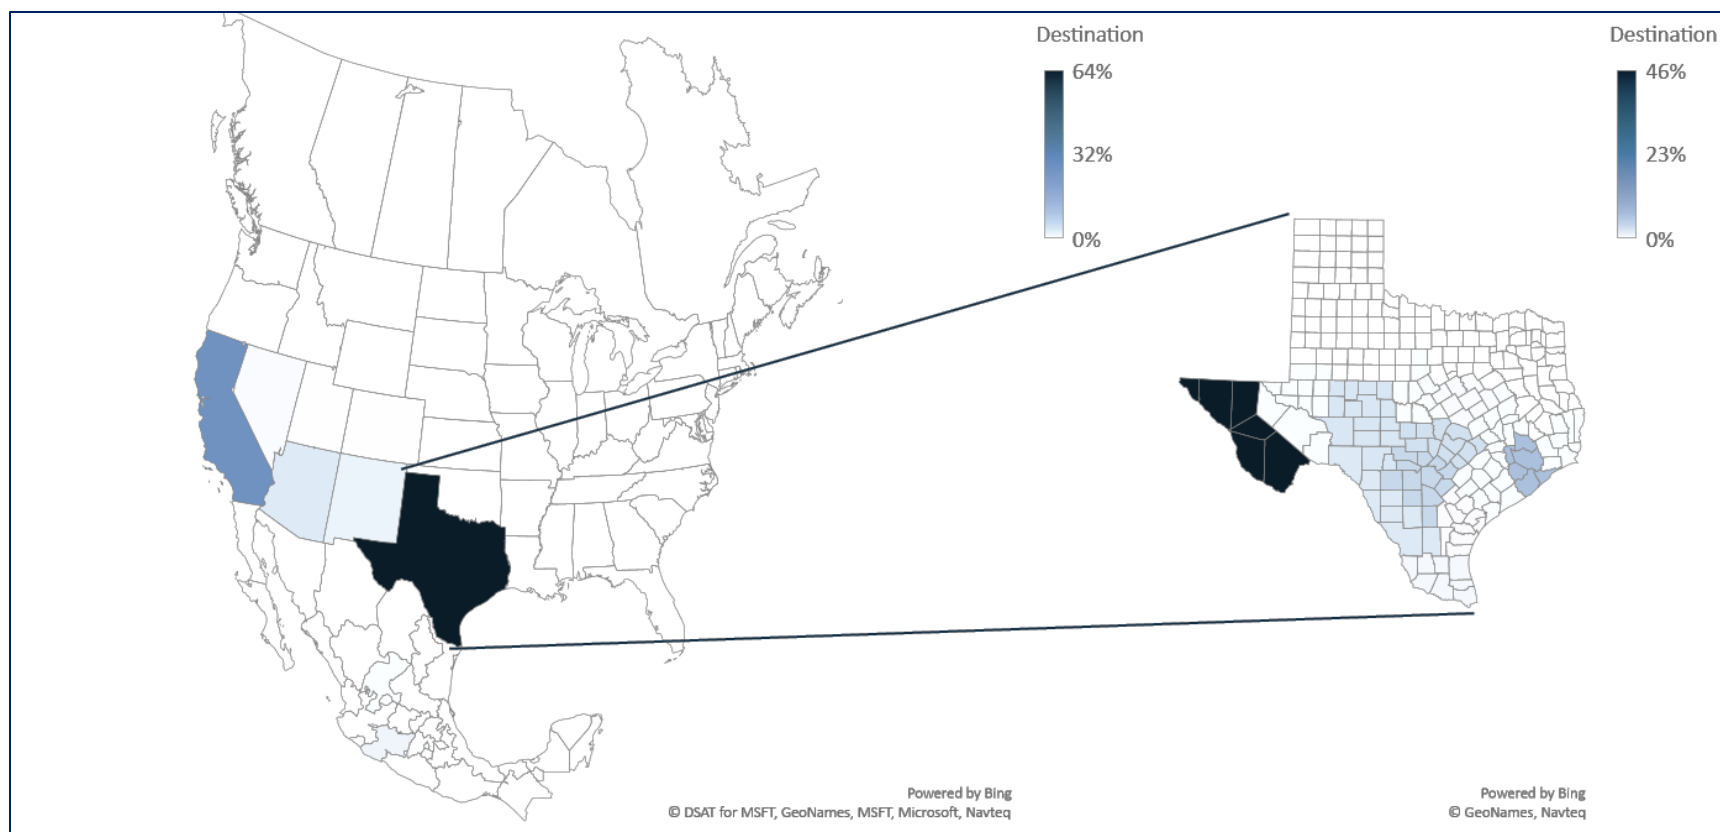 Destination
64%
32%
0%
Destination
46%
23%
0%
Powered by Bing
© DSAT for MSFT, GeoNames, MSFT, Microsoft, Navteq
Powered by Bing
© GeoNames, Navteq